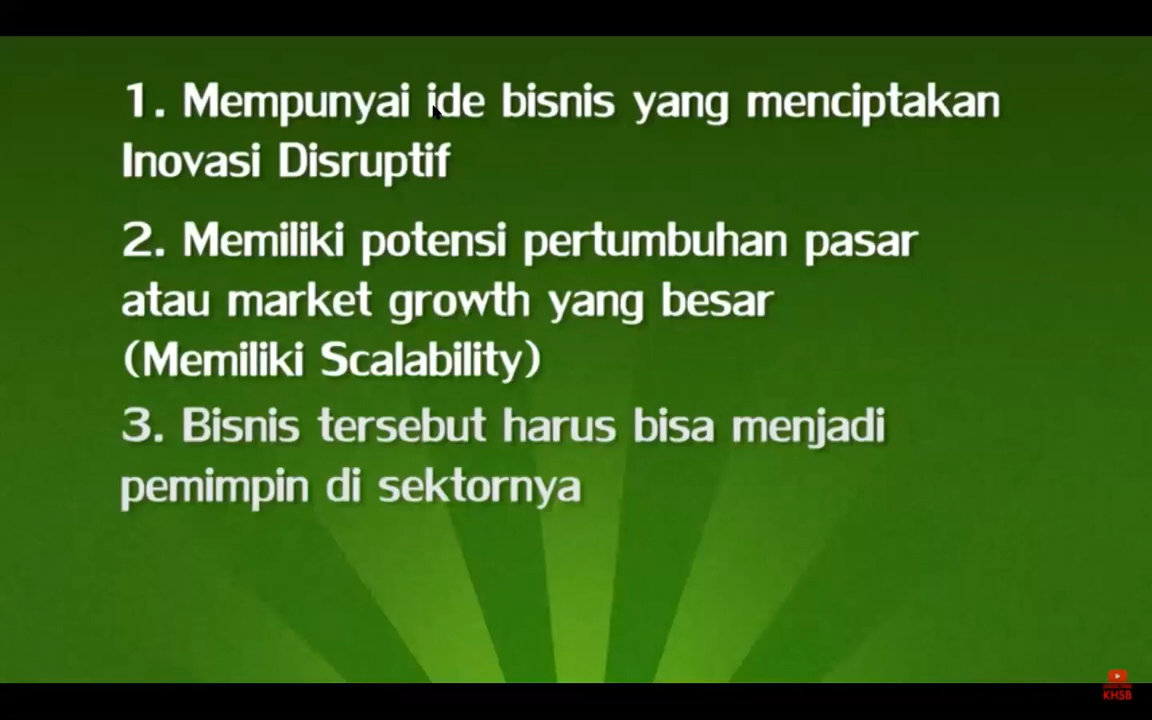 1. Mempunyai ide bisnis yang menciptakan
Inovasi Disruptif
2. Memiliki potensi pertumbuhan pasar
atau market growth yang besar
(Memiliki Scalability)
3. Bisnis tersebut harus bisa menjadi
pemimpin di sektornya
KHSB